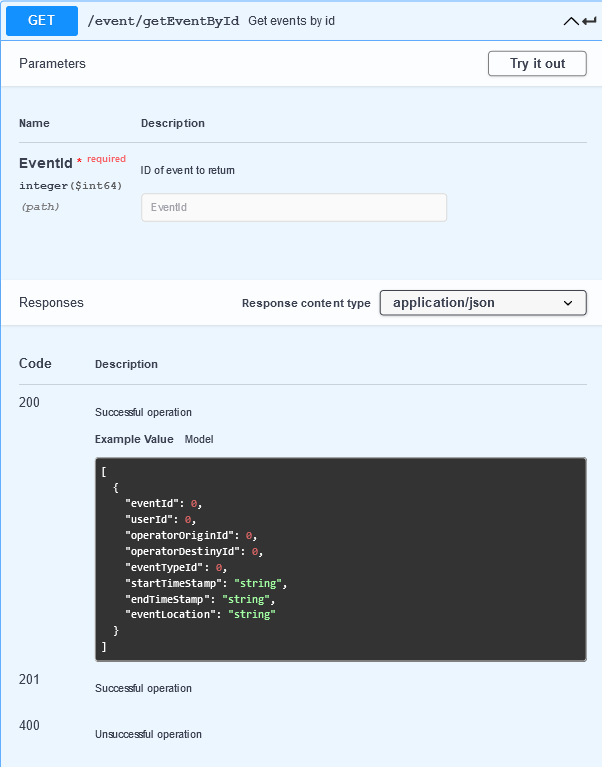 GET /event/getEventById Get events by id
Parameters Try it out
Name Description
EventId * required
integer($int64)
(path)
ID of event to return
EventId
Responses Response content type application/json
Code Description
200 Successful operation
Example Value Model
[
  {
    "eventId": 0,
    "userId": 0,
    "operatorOriginId": 0,
    "operatorDestinyId": 0,
    "eventTypeId": 0,
    "startTimeStamp": "string",
    "endTimeStamp": "string",
    "eventLocation": "string"
  }
]
201 Successful operation
400 Unsuccessful operation